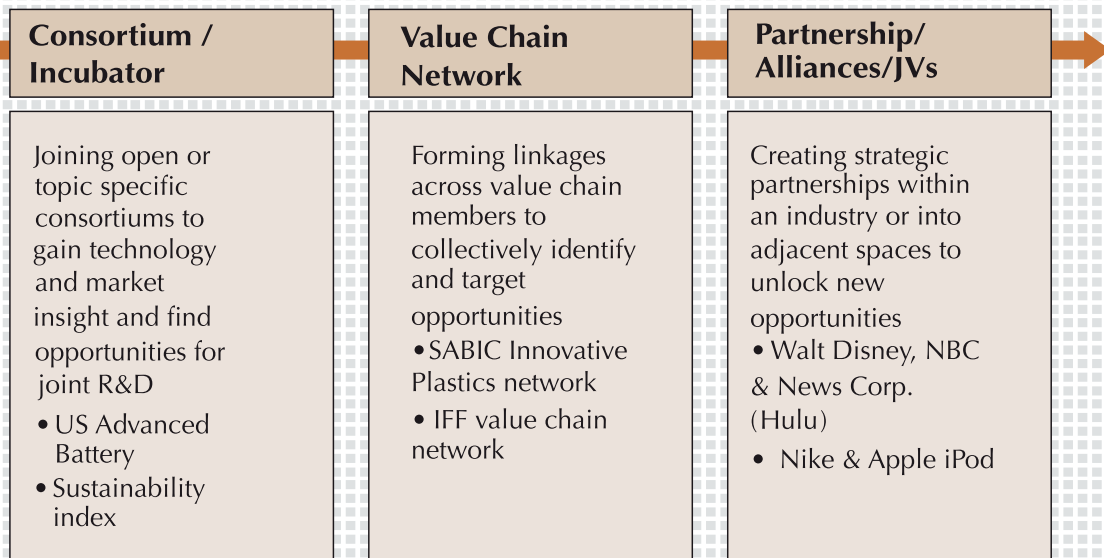 Consortium /
Incubator
Joining open or
topic specific
consortiums to
gain technology
and market
insight and find
opportunities for
joint R&D
• US Advanced
Battery
• Sustainability
index
Value Chain
Network
Forming linkages
across value chain
members to
collectively identify
and target
opportunities
• SABIC Innovative
Plastics network
• IFF value chain
network
Partnership/
Alliances/JVs
Creating strategic
partnerships within
an industry or into
adjacent spaces to
unlock new
opportunities
• Walt Disney, NBC
& News Corp.
(Hulu)
• Nike & Apple iPod